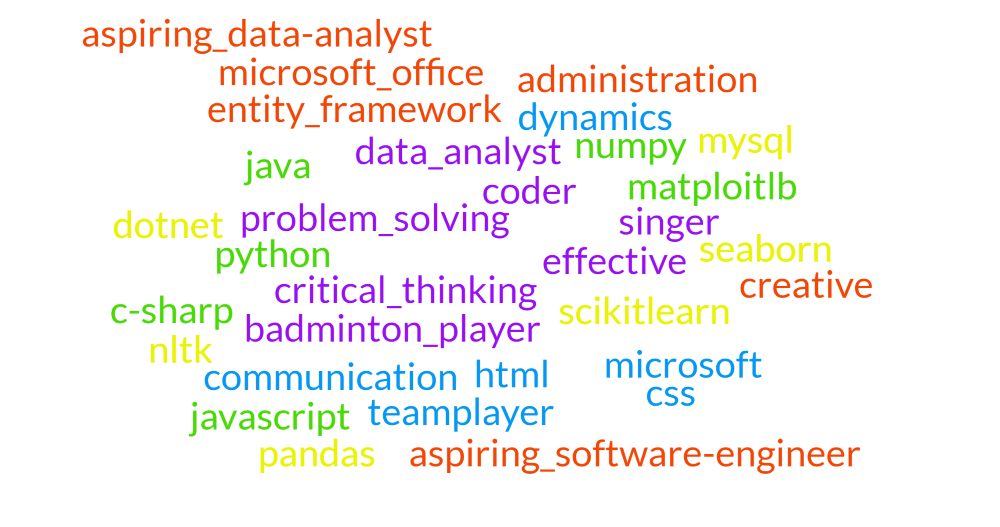 aspiring_data-analyst
microsoft_office administration
entity_framework dynamics
java data_analyst numpy mysql
coder matploitlb
dotnet problem_solving singer
python effective seaborn
critical_thinking creative
c-sharp badminton_player scikitlearn
nltk
communication html microsoft
css
javascript teamplayer
pandas aspiring_software-engineer